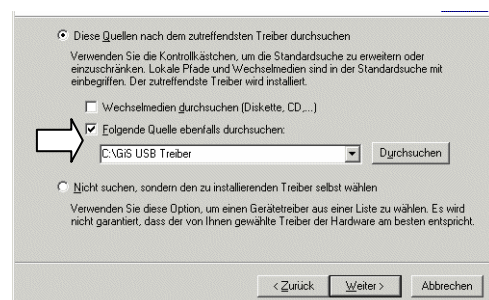 Diese Quellen nach dem zutreffendsten Treiber durchsuchen
Verwenden Sie die Kontrollkästchen, um die Standardsuche zu erweitern oder
einzuschränken. Lokale Pfade und Wechselmedien sind in der Standardsuche mit
einbegriffen. Der zutreffendste Treiber wird installiert.
Wechselmedien durchsuchen (Diskette, CD,...)
Folgende Quelle ebenfalls durchsuchen:
C:\GiS USB Treiber
Durchsuchen
Nicht suchen, sondern den zu installierenden Treiber selbst wählen
Verwenden Sie diese Option, um einen Gerätetreiber aus einer Liste zu wählen. Es wird
nicht garantiert, dass der von Ihnen gewählte Treiber der Hardware am besten entspricht.
< Zurück Weiter > Abbrechen